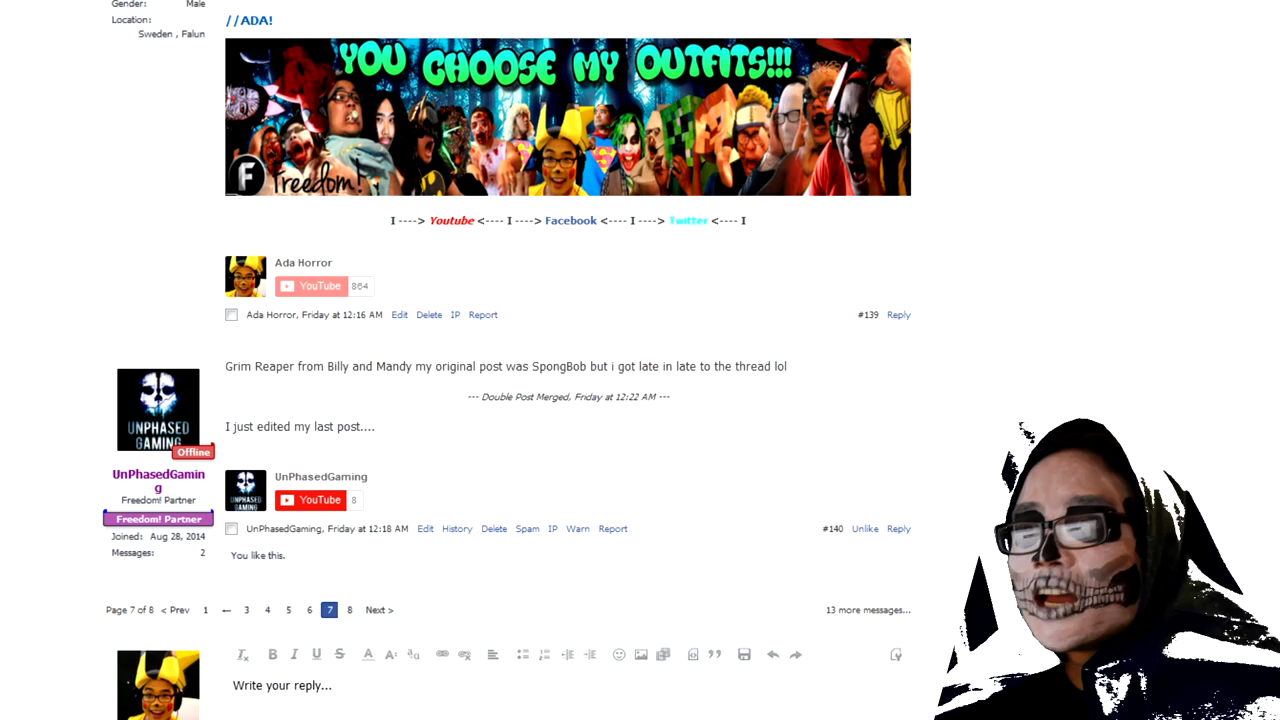 Gender: Male
Location:
Sweden , Falun
//ADA!
YOU CHOOSE MY OUTFITS!!!
F Freedom!
I ----> Youtube <---- I ----> Facebook <---- I ----> Twitter <---- I
Ada Horror
YouTube 864
Ada Horror, Friday at 12:16 AM Edit Delete IP Report #139 Reply
Grim Reaper from Billy and Mandy my original post was SpongBob but i got late in late to the thread lol
--- Double Post Merged, Friday at 12:22 AM ---
I just edited my last post....
UNPHASED
GAMING
Offline
UnPhasedGamin
g
Freedom! Partner
Freedom! Partner
Joined: Aug 28, 2014
Messages: 2
UNPHASED
GAMING
UnPhasedGaming
YouTube 8
UnPhasedGaming, Friday at 12:18 AM Edit History Delete Spam IP Warn Report #140 Unlike Reply
You like this.
Page 7 of 8 < Prev 1 ← 3 4 5 6 7 8 Next > 13 more messages...
Write your reply...